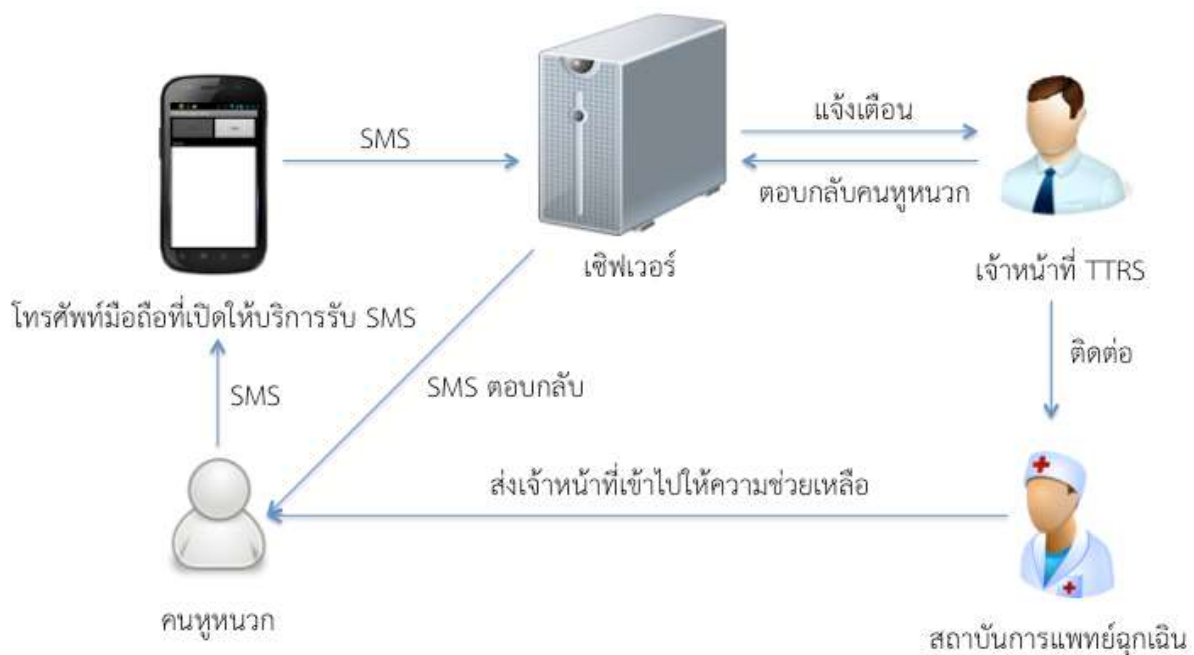 SMS
แจ้งเตือน
ตอบกลับคนหูหนวก
เซิฟเวอร์
เจ้าหน้าที่ TTRS
โทรศัพท์มือถือที่เปิดให้บริการรับ SMS
ติดต่อ
SMS
SMS ตอบกลับ
ส่งเจ้าหน้าที่เข้าไปให้ความช่วยเหลือ
คนหูหนวก
สถาบันการแพทย์ฉุกเฉิน